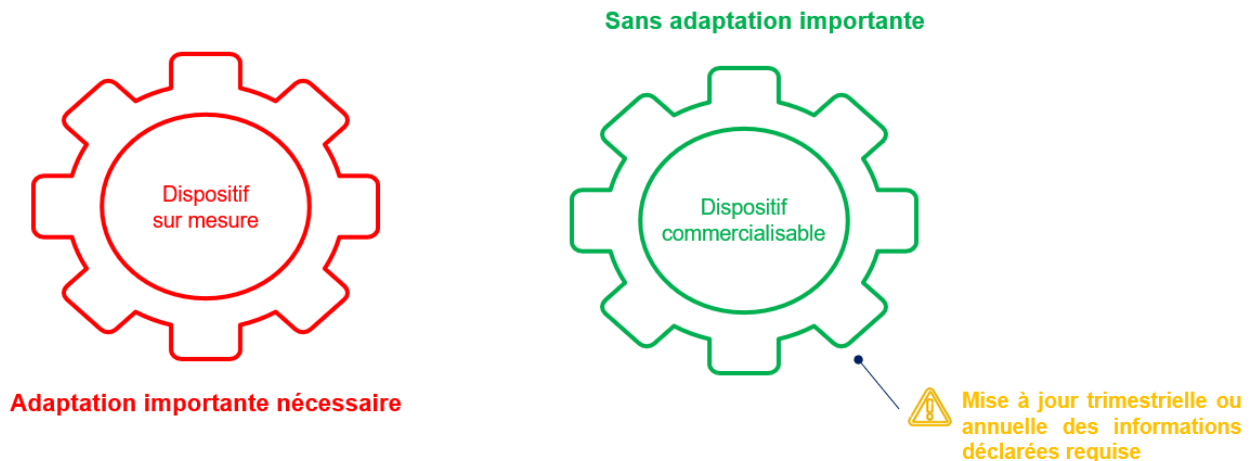 Sans adaptation importante
Dispositif
sur mesure
Dispositif
commercialisable
Adaptation importante nécessaire
Mise à jour trimestrielle ou
annuelle des informations
déclarées requise